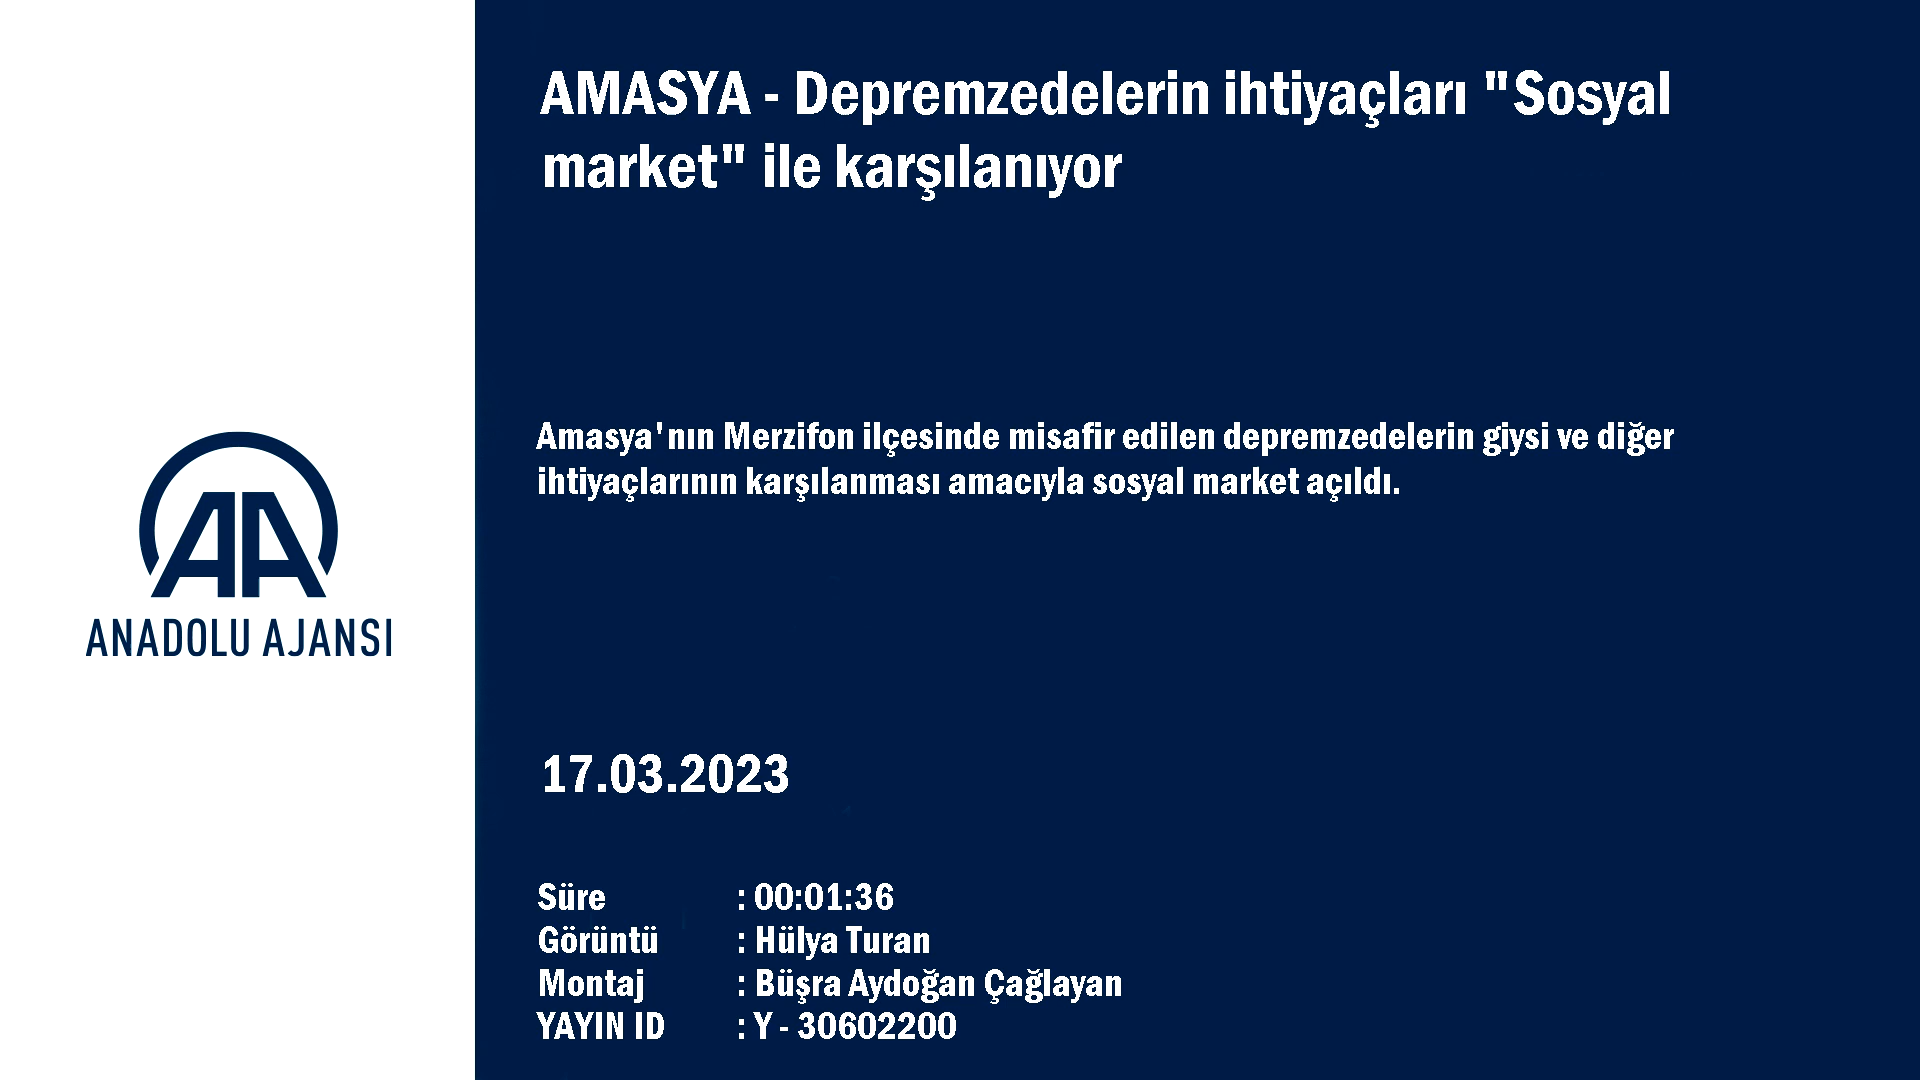 AMASYA - Depremzedelerin ihtiyaçları "Sosyal
market" ile karşılanıyor
Amasya'nın Merzifon ilçesinde misafir edilen depremzedelerin giysi ve diğer
ihtiyaçlarının karşılanması amacıyla sosyal market açıldı.
AA
ANADOLU AJANSI
17.03.2023
Süre : 00:01:36
Görüntü : Hülya Turan
Montaj : Büşra Aydoğan Çağlayan
YAYIN ID : Y - 30602200